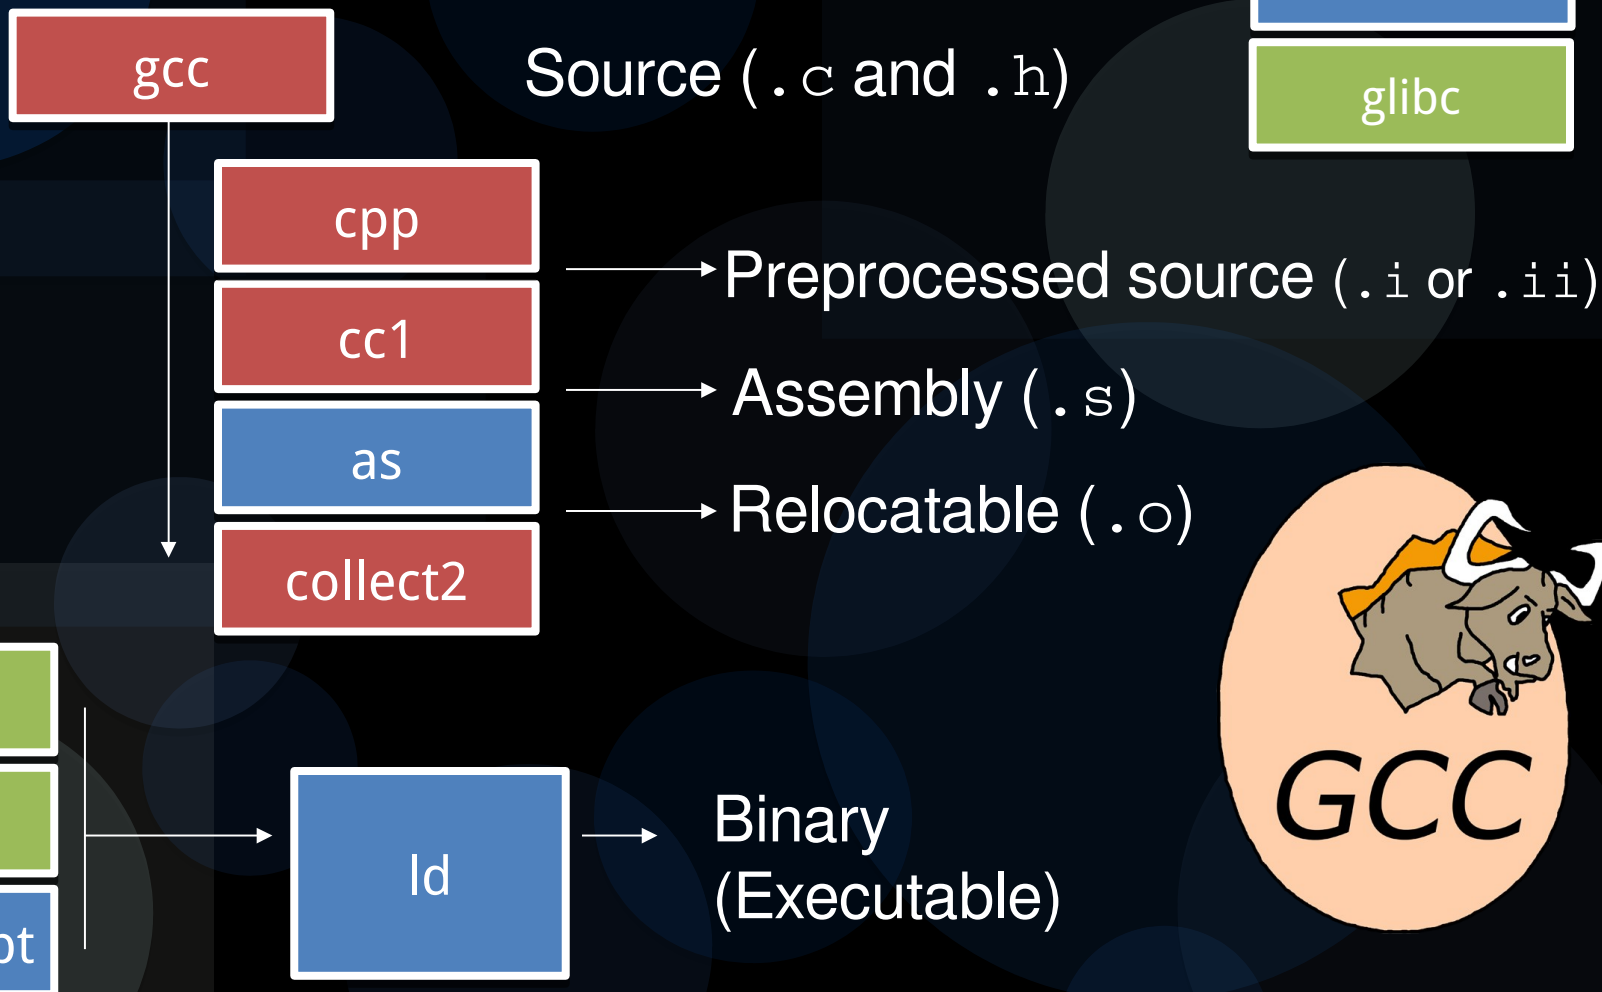 gcc
Source (.c and .h)
glibc
cpp
Preprocessed source (.i or .ii)
cc1
Assembly (.s)
as
Relocatable (.o)
collect2
GCC
ld
Binary
(Executable)